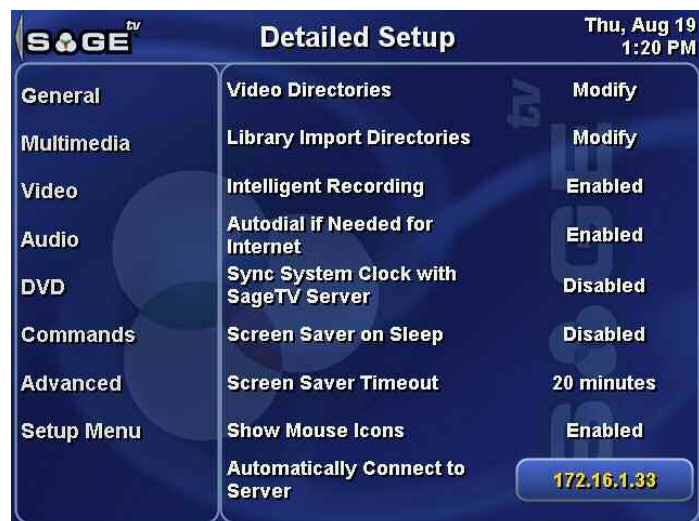 SAGE tv
Detailed Setup
Thu, Aug 19
1:20 PM
General
Multimedia
Video
Audio
DVD
Commands
Advanced
Setup Menu
Video Directories
Modify
Library Import Directories
Modify
Intelligent Recording
Enabled
Autodial if Needed for
Internet
Enabled
Sync System Clock with
SageTV Server
Disabled
Screen Saver on Sleep
Disabled
Screen Saver Timeout
20 minutes
Show Mouse Icons
Enabled
Automatically Connect to
Server
172.16.1.33
SAGE tv